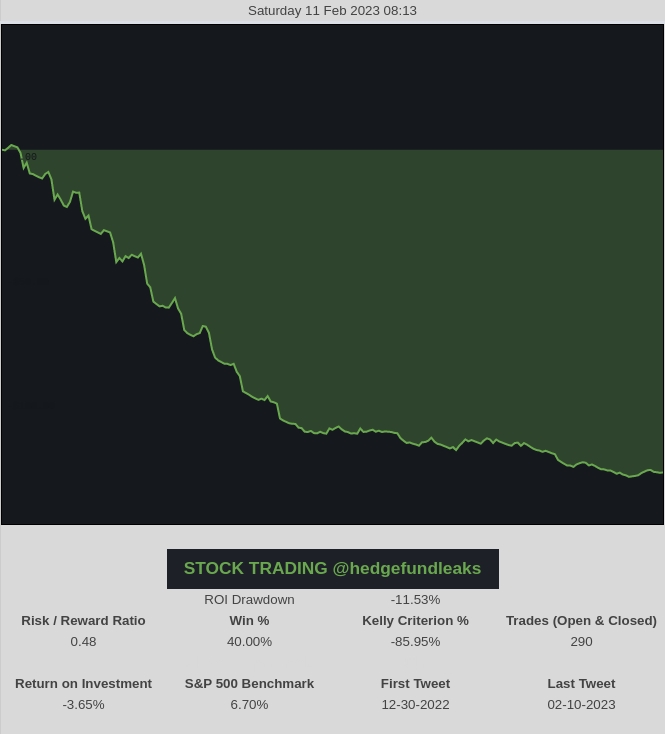 Saturday 11 Feb 2023 08:13
.00
STOCK TRADING @hedgefundleaks
ROI Drawdown -11.53%
Risk / Reward Ratio Win % Kelly Criterion % Trades (Open & Closed)
0.48 40.00% -85.95% 290
Return on Investment S&P 500 Benchmark First Tweet Last Tweet
-3.65% 6.70% 12-30-2022 02-10-2023